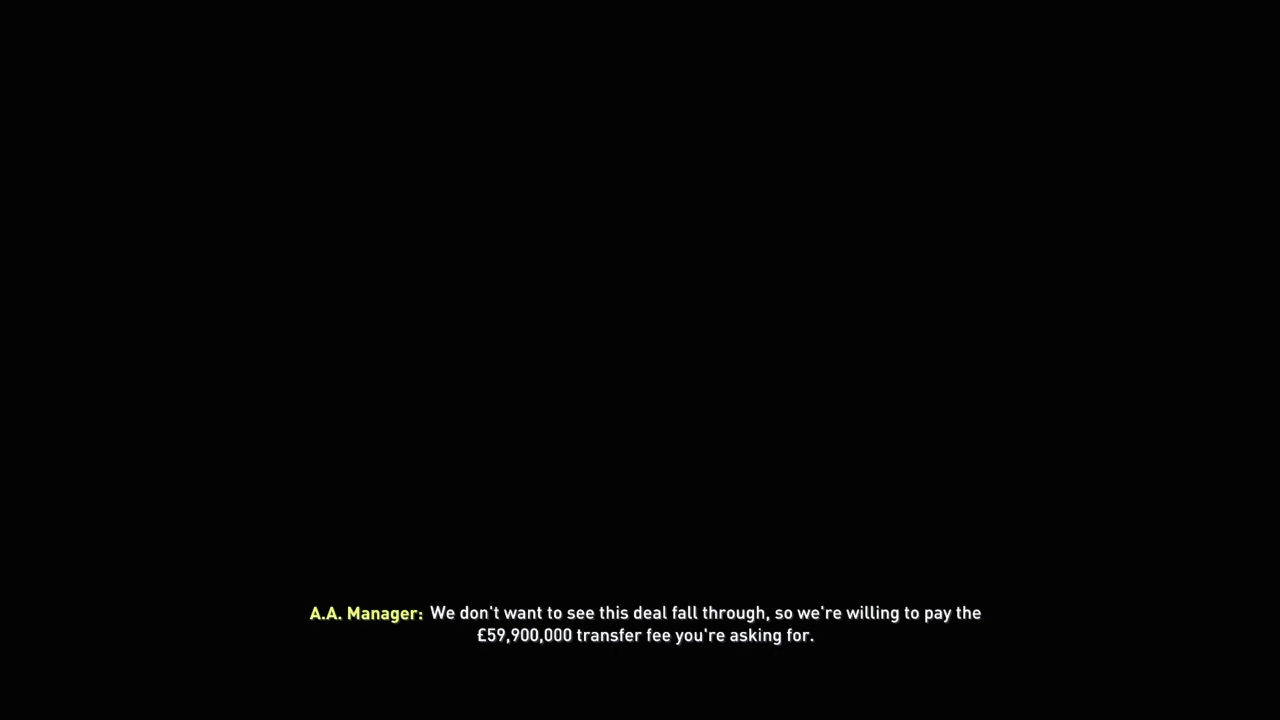 A.A. Manager: We don't want to see this deal fall through, so we're willing to pay the
£59,900,000 transfer fee you're asking for.